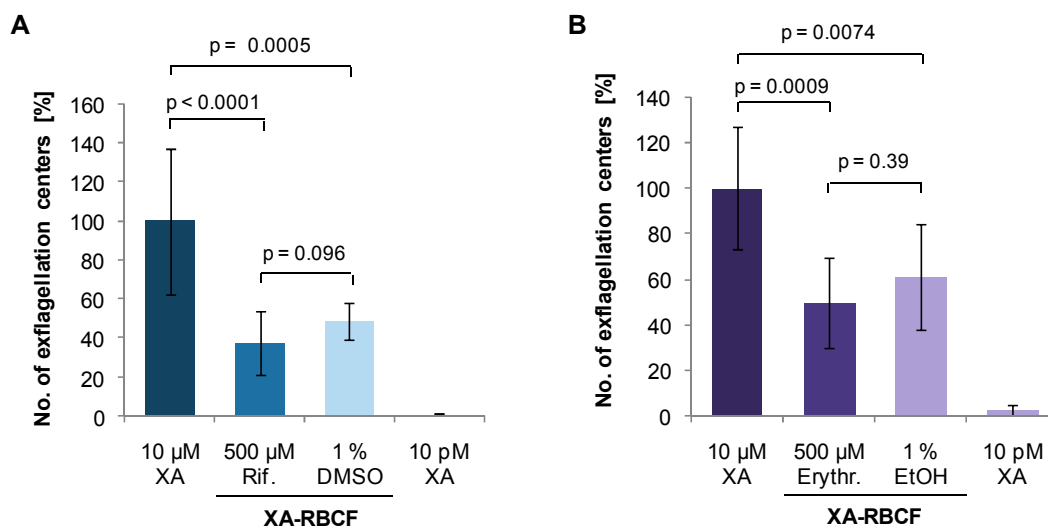 A
p = 0.0005
p < 0.0001
p = 0.096
No. of exflagellation centers [%]
160
140
120
100
80
60
40
20
0
10 µM XA
500 µM Rif.
1 % DMSO
10 pM XA
XA-RBCF
B
p = 0.0074
p = 0.0009
p = 0.39
No. of exflagellation centers [%]
140
120
100
80
60
40
20
0
10 µM XA
500 µM Erythr.
1 % EtOH
10 pM XA
XA-RBCF